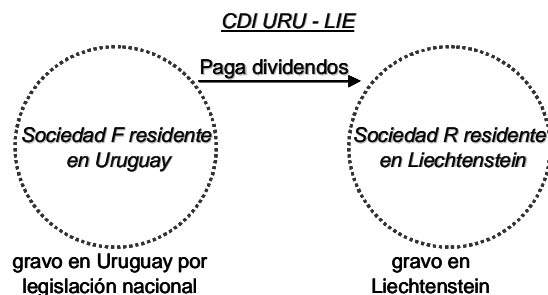 CDI URU - LIE
Paga dividendos
Sociedad F residente
en Uruguay
Sociedad R residente
en Liechtenstein
gravo en Uruguay por
legislación nacional
gravo en
Liechtenstein